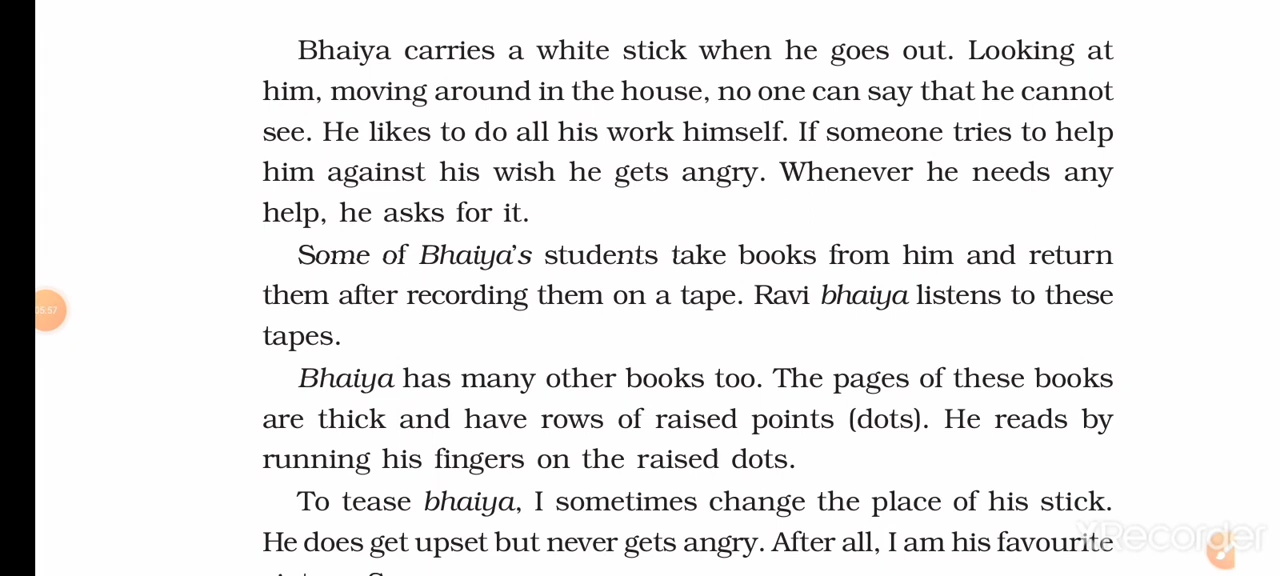 Bhaiya carries a white stick when he goes out. Looking at
him, moving around in the house, no one can say that he cannot
see. He likes to do all his work himself. If someone tries to help
him against his wish he gets angry. Whenever he needs any
help, he asks for it.
Some of Bhaiya's students take books from him and return
them after recording them on a tape. Ravi bhaiya listens to these
tapes.
05:57
Bhaiya has many other books too. The pages of these books
are thick and have rows of raised points (dots). He reads by
running his fingers on the raised dots.
To tease bhaiya, I sometimes change the place of his stick.
He does get upset but never gets angry. After all, I am his favourite
XRecorder